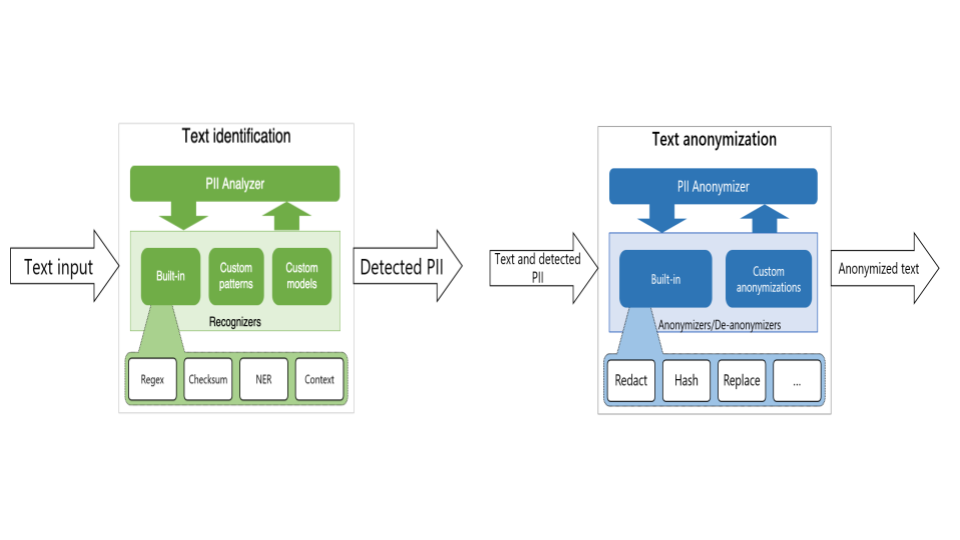 Text identification
PII Analyzer
Text input
Built-in
Custom
patterns
Custom
models
Recognizers
Regex
Checksum
NER
Context
Detected PII
Text and detected
PII
Text anonymization
PII Anonymizer
Built-in
Custom
anonymizations
Anonymizers/De-anonymizers
Redact
Hash
Replace
...
Anonymized text